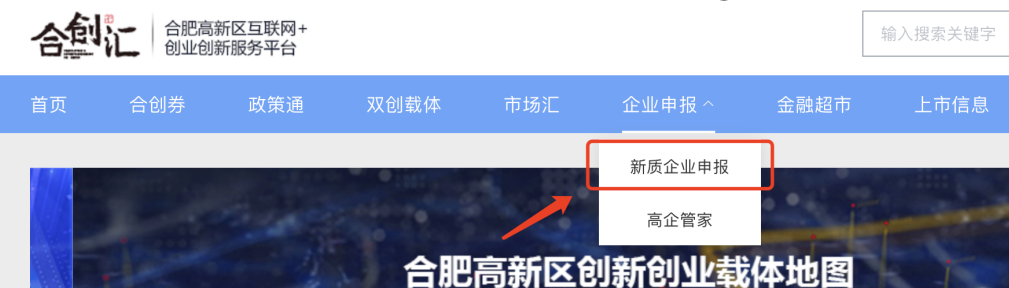 合创汇
合肥高新区互联网+
创业创新服务平台
输入搜索关键字
首页 合创券 政策通 双创载体 市场汇 企业申报 金融超市 上市信息
新质企业申报
高企管家
合肥高新区创新创业载体地图